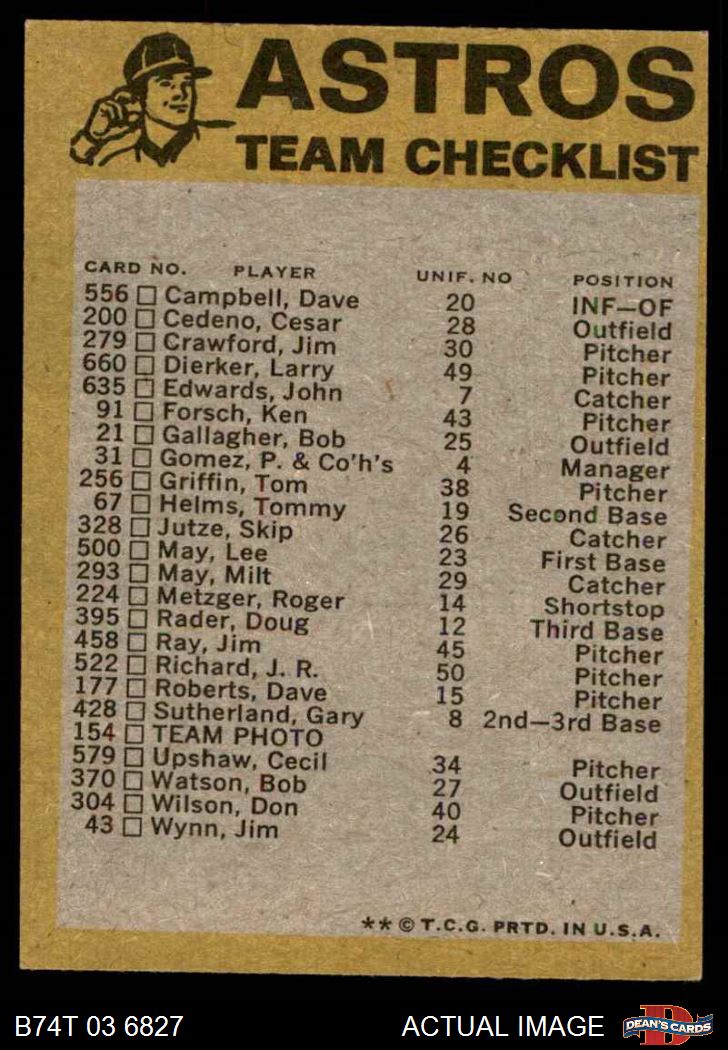 ASTROS
TEAM CHECKLIST
CARD NO. PLAYER UNIF. NO POSITION
556 Campbell, Dave 20 INF—OF
200 Cedeno, Cesar 28 Outfield
279 Crawford, Jim 30 Pitcher
660 Dierker, Larry 49 Pitcher
635 Edwards, John 7 Catcher
91 Forsch, Ken 43 Pitcher
21 Gallagher, Bob 25 Outfield
31 Gomez, P. & Co'h's 4 Manager
256 Griffin, Tom 38 Pitcher
67 Helms, Tommy 19 Second Base
328 Jutze, Skip 26 Catcher
500 May, Lee 23 First Base
293 May, Milt 29 Catcher
224 Metzger, Roger 14 Shortstop
395 Rader, Doug 12 Third Base
458 Ray, Jim 45 Pitcher
522 Richard, J. R. 50 Pitcher
177 Roberts, Dave 15 Pitcher
428 Sutherland, Gary 8 2nd—3rd Base
154 TEAM PHOTO
579 Upshaw, Cecil 34 Pitcher
370 Watson, Bob 27 Outfield
304 Wilson, Don 40 Pitcher
43 Wynn, Jim 24 Outfield
** © T.C.G. PRTD. IN U.S.A.
B74T 03 6827 ACTUAL IMAGE D DEAN'S CARDS